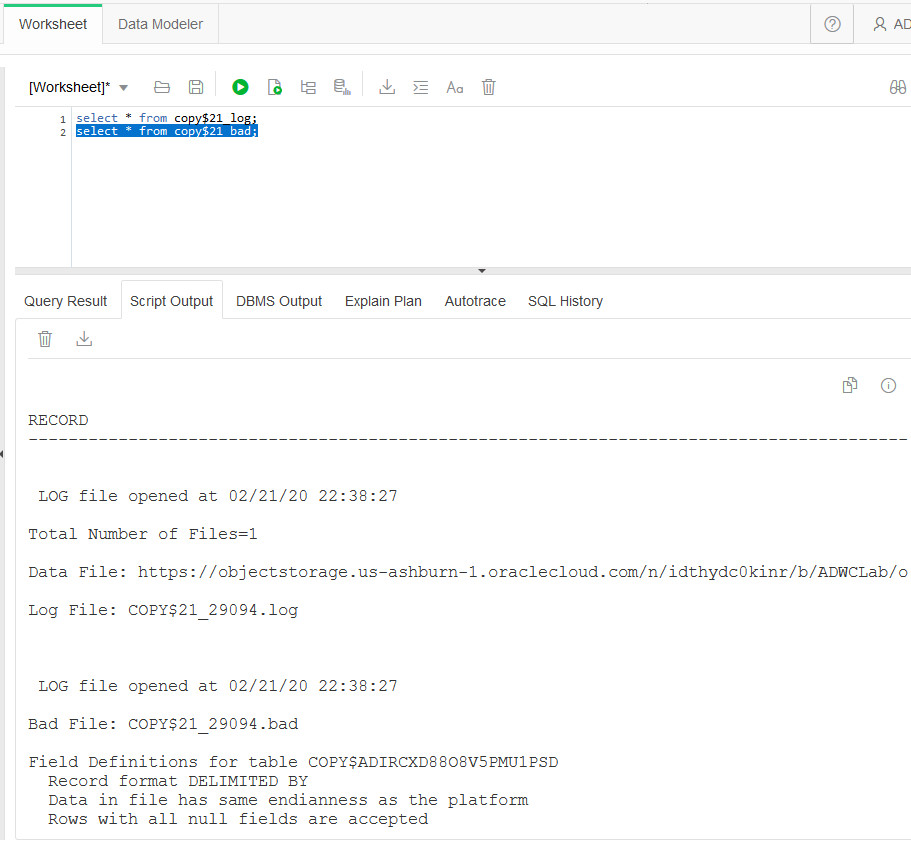 Worksheet Data Modeler AD
[Worksheet]* Aa
1 select * from copy$21_log;
2 select * from copy$21_bad;
Query Result Script Output DBMS Output Explain Plan Autotrace SQL History
RECORD
----------------------------------------------------------------------------------------
LOG file opened at 02/21/20 22:38:27
Total Number of Files=1
Data File: https://objectstorage.us-ashburn-1.oraclecloud.com/n/idthydc0kinr/b/ADWCLab/o
Log File: COPY$21_29094.log
LOG file opened at 02/21/20 22:38:27
Bad File: COPY$21_29094.bad
Field Definitions for table COPY$ADIRCXD88O8V5PMU1PSD
Record format DELIMITED BY
Data in file has same endianness as the platform
Rows with all null fields are accepted